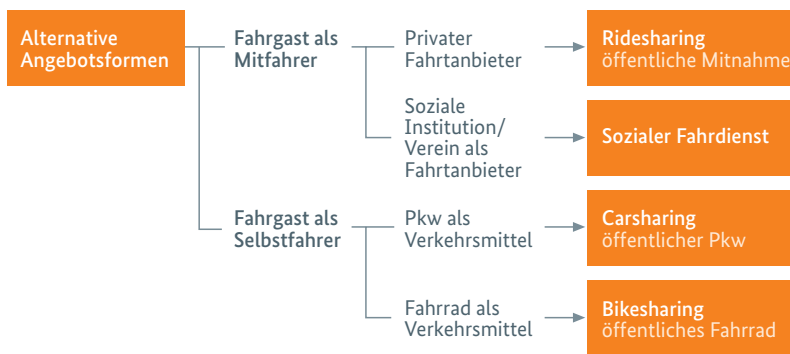 Alternative
Angebotsformen
Fahrgast als
Mitfahrer
Privater
Fahrtanbieter
Ridesharing
öffentliche Mitnahme
Soziale
Institution/
Verein als
Fahrtanbieter
Sozialer Fahrdienst
Fahrgast als
Selbstfahrer
Pkw als
Verkehrsmittel
Carsharing
öffentlicher Pkw
Fahrrad als
Verkehrsmittel
Bikesharing
öffentliches Fahrrad